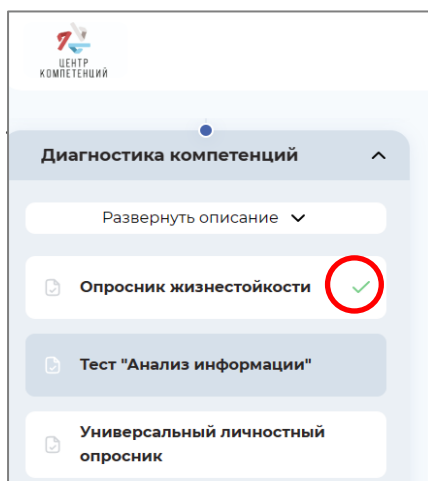 ЦЕНТР
КОМПЕТЕНЦИЙ
Диагностика компетенций
Развернуть описание
Опросник жизнестойкости
Тест "Анализ информации"
Универсальный личностный
опросник